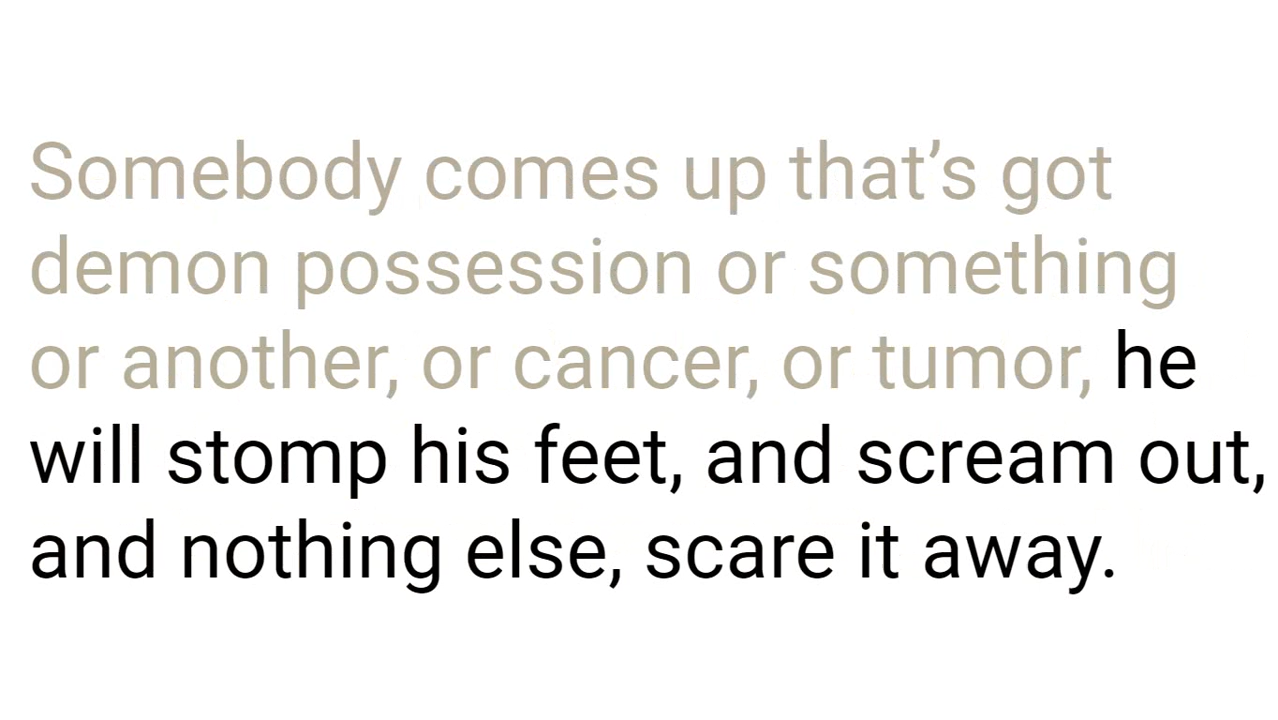 Somebody comes up that’s got
demon possession or something
or another, or cancer, or tumor, he
will stomp his feet, and scream out,
and nothing else, scare it away.